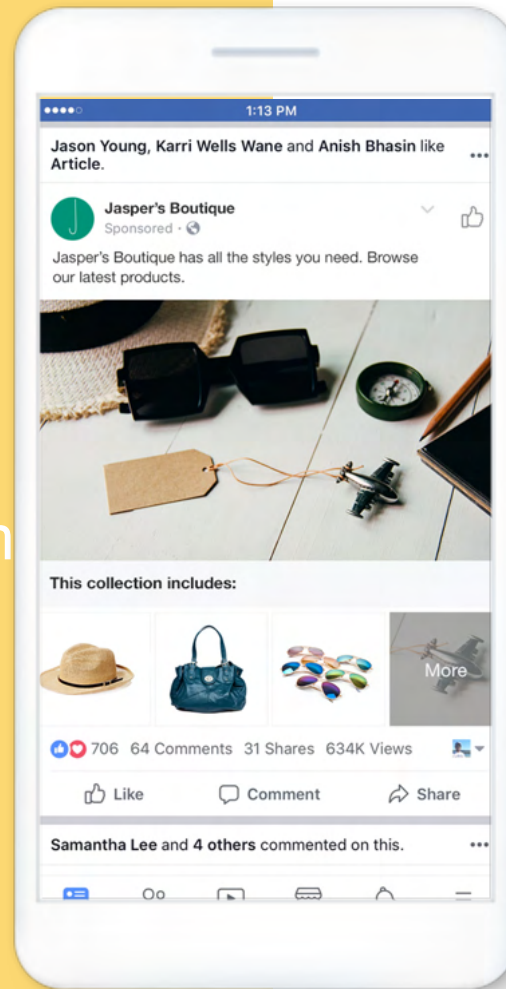 1:13 PM
Jason Young, Karri Wells Wane and Anish Bhasin like
Article.
Jasper's Boutique
Sponsored
Jasper's Boutique has all the styles you need. Browse
our latest products.
This collection includes:
More
706 64 Comments 31 Shares 634K Views
Like Comment Share
Samantha Lee and 4 others commented on this.